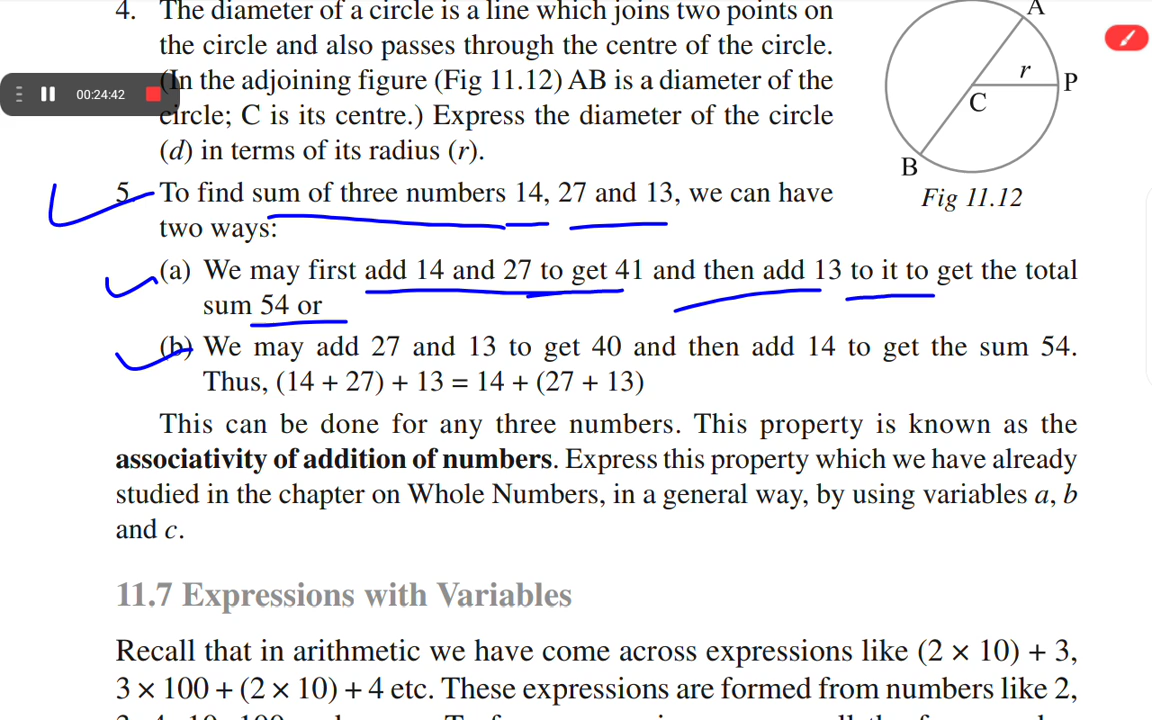 4. The diameter of a circle is a line which joins two points on
the circle and also passes through the centre of the circle.
(In the adjoining figure (Fig 11.12) AB is a diameter of the
circle; C is its centre.) Express the diameter of the circle
(d) in terms of its radius (r).
A
r
P
C
B
Fig 11.12
00:24:42
5. To find sum of three numbers 14, 27 and 13, we can have
two ways:
(a) We may first add 14 and 27 to get 41 and then add 13 to it to get the total
sum 54 or
(b) We may add 27 and 13 to get 40 and then add 14 to get the sum 54.
Thus, (14 + 27) + 13 = 14 + (27 + 13)
This can be done for any three numbers. This property is known as the
associativity of addition of numbers. Express this property which we have already
studied in the chapter on Whole Numbers, in a general way, by using variables a, b
and c.
11.7 Expressions with Variables
Recall that in arithmetic we have come across expressions like (2 × 10) + 3,
3 × 100 + (2 × 10) + 4 etc. These expressions are formed from numbers like 2,